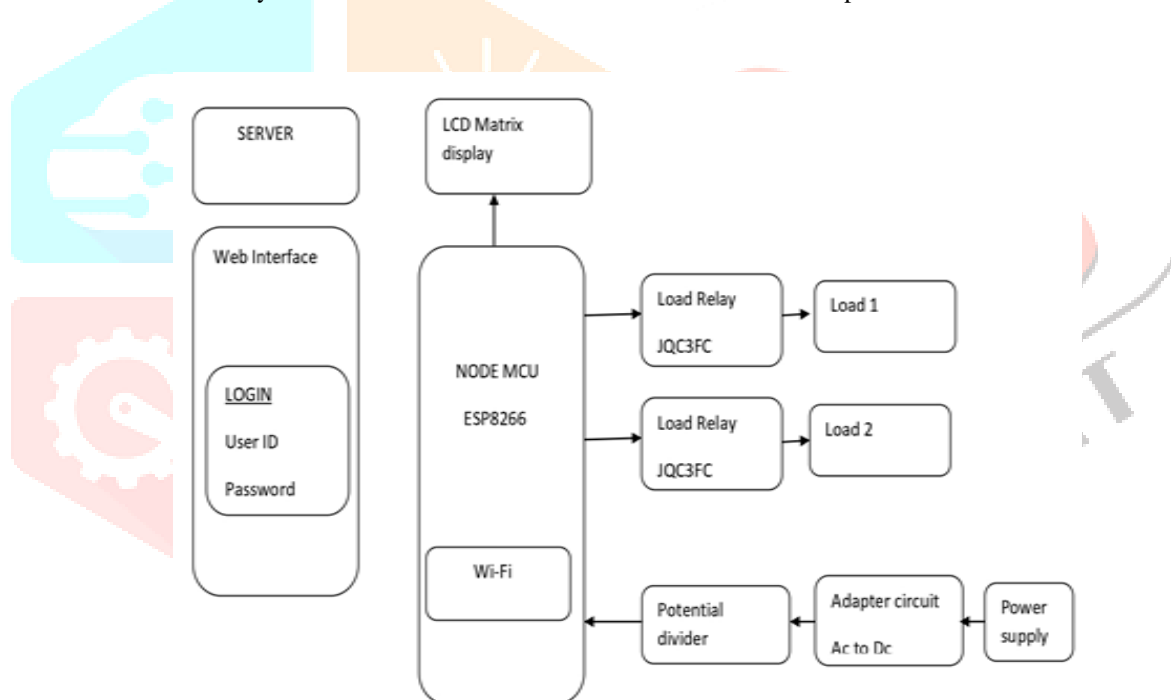 SERVER
LCD Matrix
display
Web Interface
LOGIN
User ID
Password
NODE MCU
ESP8266
Wi-Fi
Load Relay
JQC3FC
Load 1
Load Relay
JQC3FC
Load 2
Potential
divider
Adapter circuit
Ac to Dc
Power
supply